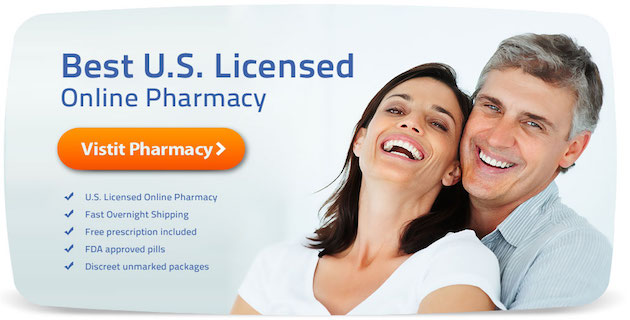 Best U.S. Licensed
Online Pharmacy
Vistit Pharmacy
U.S. Licensed Online Pharmacy
Fast Overnight Shipping
Free prescription included
FDA approved pills
Discreet unmarked packages